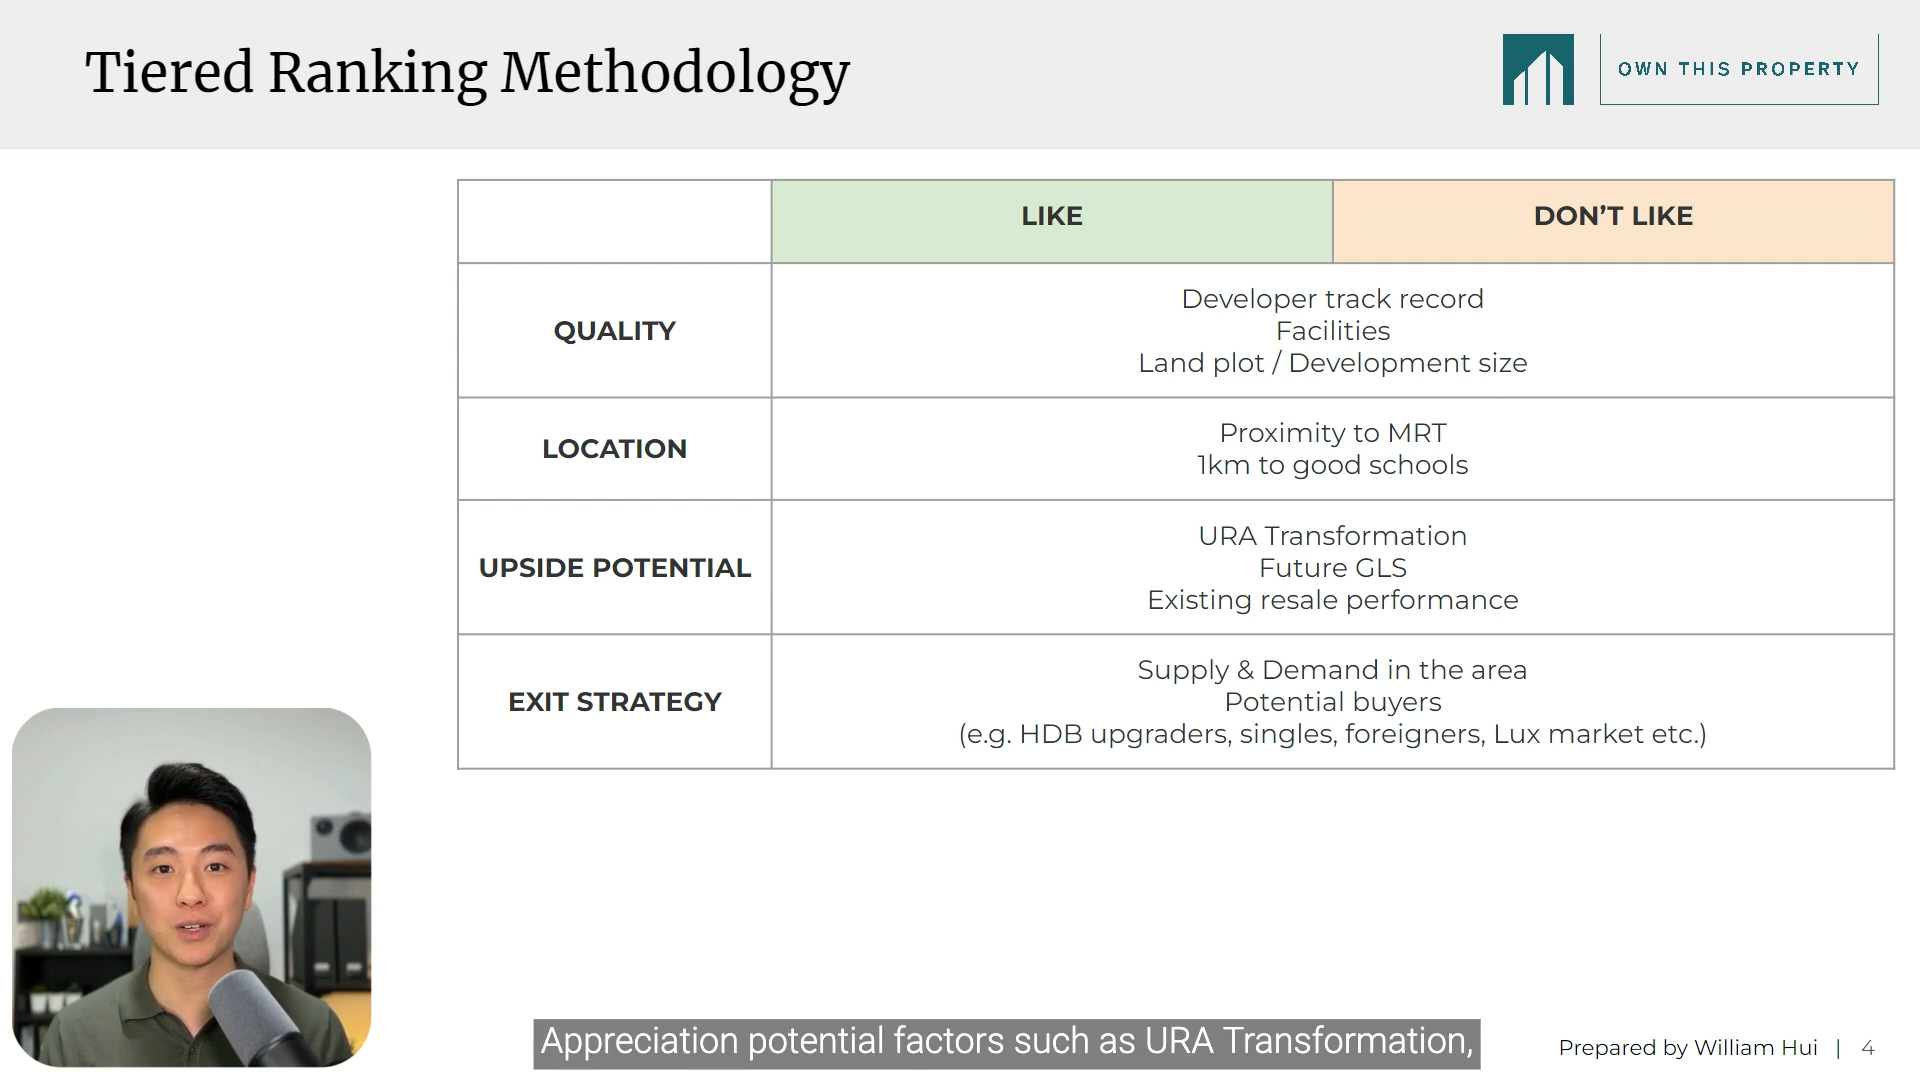 Tiered Ranking Methodology
OWN THIS PROPERTY
LIKE
DON’T LIKE
QUALITY
Developer track record
Facilities
Land plot / Development size
LOCATION
Proximity to MRT
1km to good schools
UPSIDE POTENTIAL
URA Transformation
Future GLS
Existing resale performance
EXIT STRATEGY
Supply & Demand in the area
Potential buyers
(e.g. HDB upgraders, singles, foreigners, Lux market etc.)
Appreciation potential factors such as URA Transformation,
Prepared by William Hui | 4